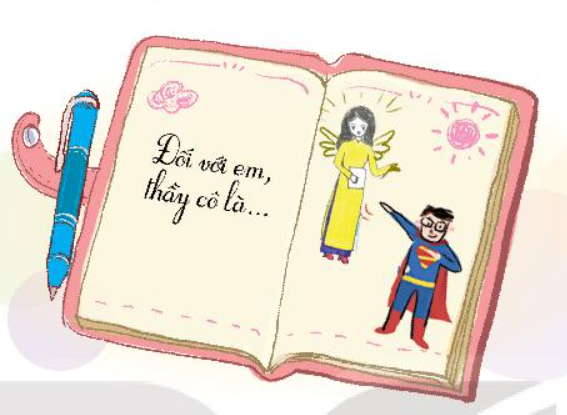 Đối với em,
thầy cô là...